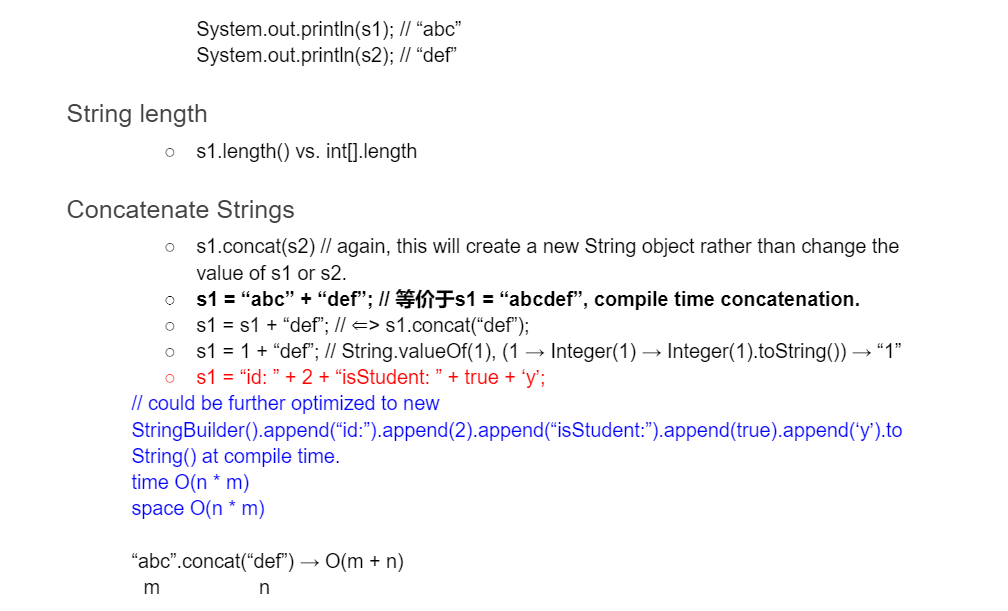 System.out.println(s1); // “abc”
System.out.println(s2); // “def”
String length
○ s1.length() vs. int[].length
Concatenate Strings
○ s1.concat(s2) // again, this will create a new String object rather than change the
value of s1 or s2.
○ s1 = “abc” + “def”; // 等价于s1 = “abcdef”, compile time concatenation.
○ s1 = s1 + “def”; // <=> s1.concat(“def”);
○ s1 = 1 + “def”; // String.valueOf(1), (1 → Integer(1) → Integer(1).toString()) → “1”
○ s1 = “id: ” + 2 + “isStudent: ” + true + ‘y’;
// could be further optimized to new
StringBuilder().append(“id:”).append(2).append(“isStudent:”).append(true).append(‘y’).to
String() at compile time.
time O(n * m)
space O(n * m)
“abc”.concat(“def”) → O(m + n)
m n